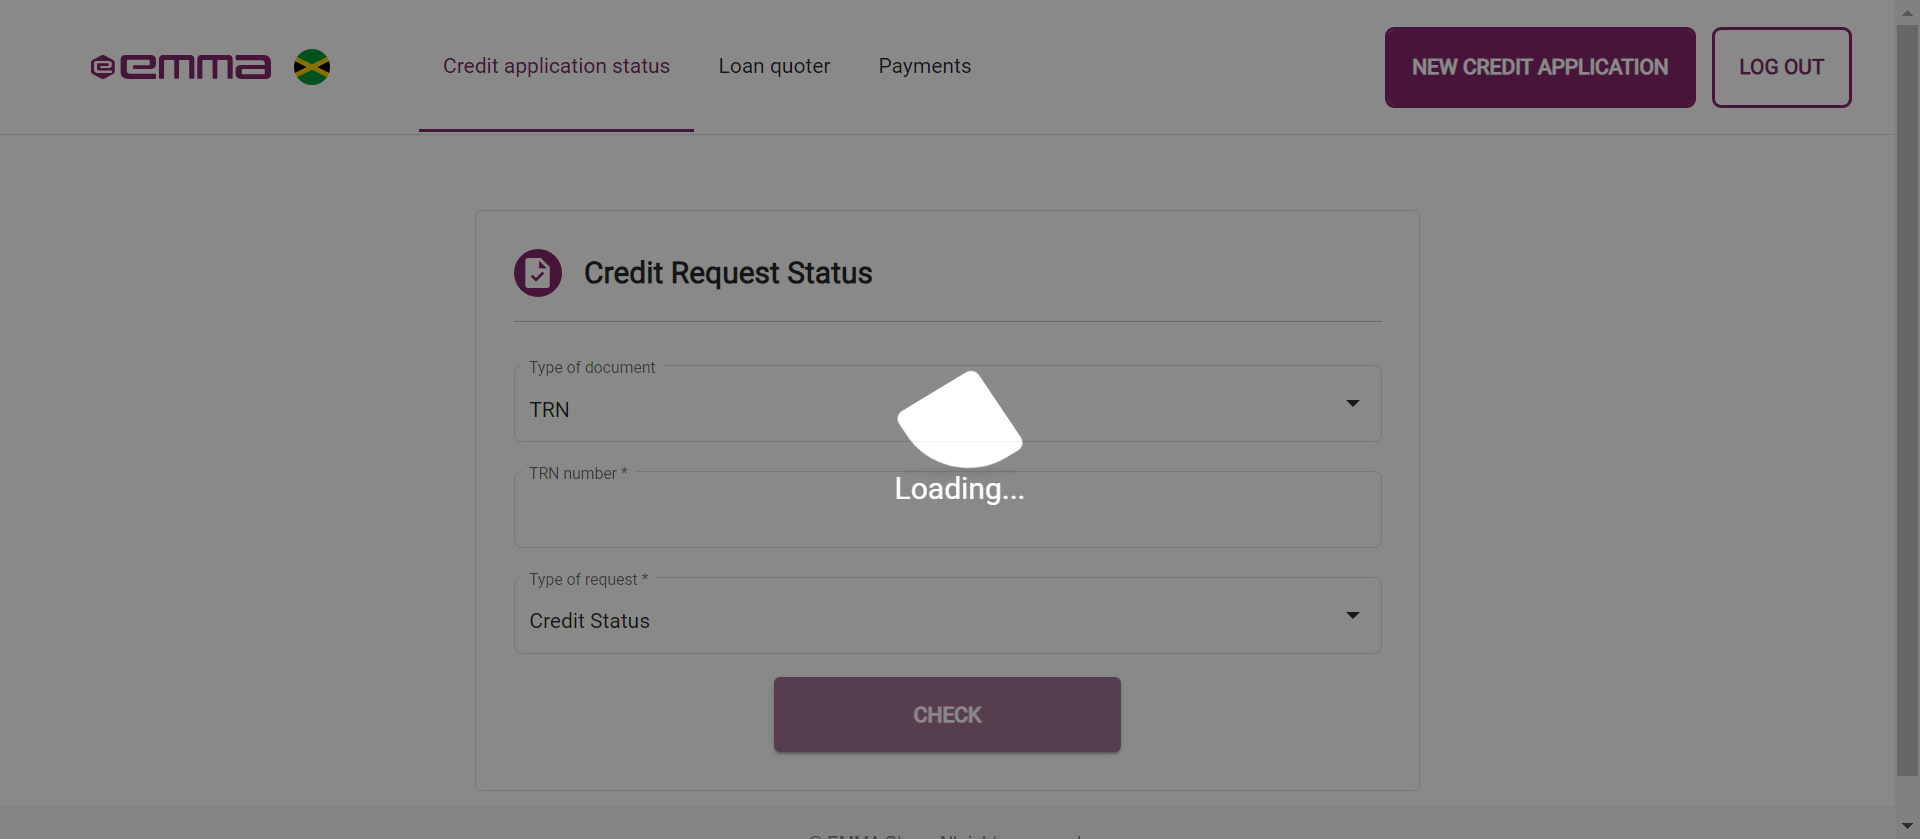 emma
Credit application status
Loan quoter
Payments
NEW CREDIT APPLICATION
LOG OUT
Credit Request Status
Type of document
TRN
TRN number *
Loading...
Type of request *
Credit Status
CHECK